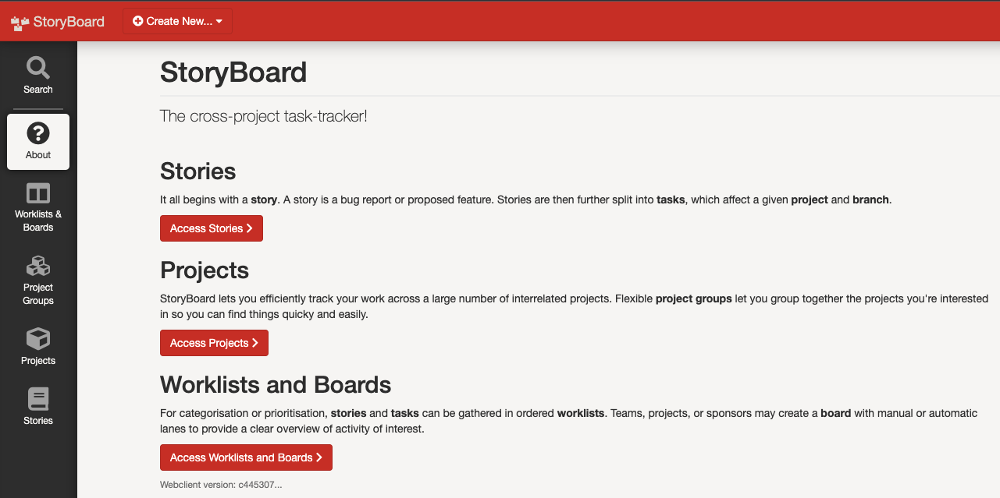 StoryBoard
Create New...
Search
About
Worklists &
Boards
Project
Groups
Projects
Stories
StoryBoard
The cross-project task-tracker!
Stories
It all begins with a story. A story is a bug report or proposed feature. Stories are then further split into tasks, which affect a given project and branch.
Access Stories
Projects
StoryBoard lets you efficiently track your work across a large number of interrelated projects. Flexible project groups let you group together the projects you're interested
in so you can find things quicky and easily.
Access Projects
Worklists and Boards
For categorisation or prioritisation, stories and tasks can be gathered in ordered worklists. Teams, projects, or sponsors may create a board with manual or automatic
lanes to provide a clear overview of activity of interest.
Access Worklists and Boards
Webclient version: c445307...